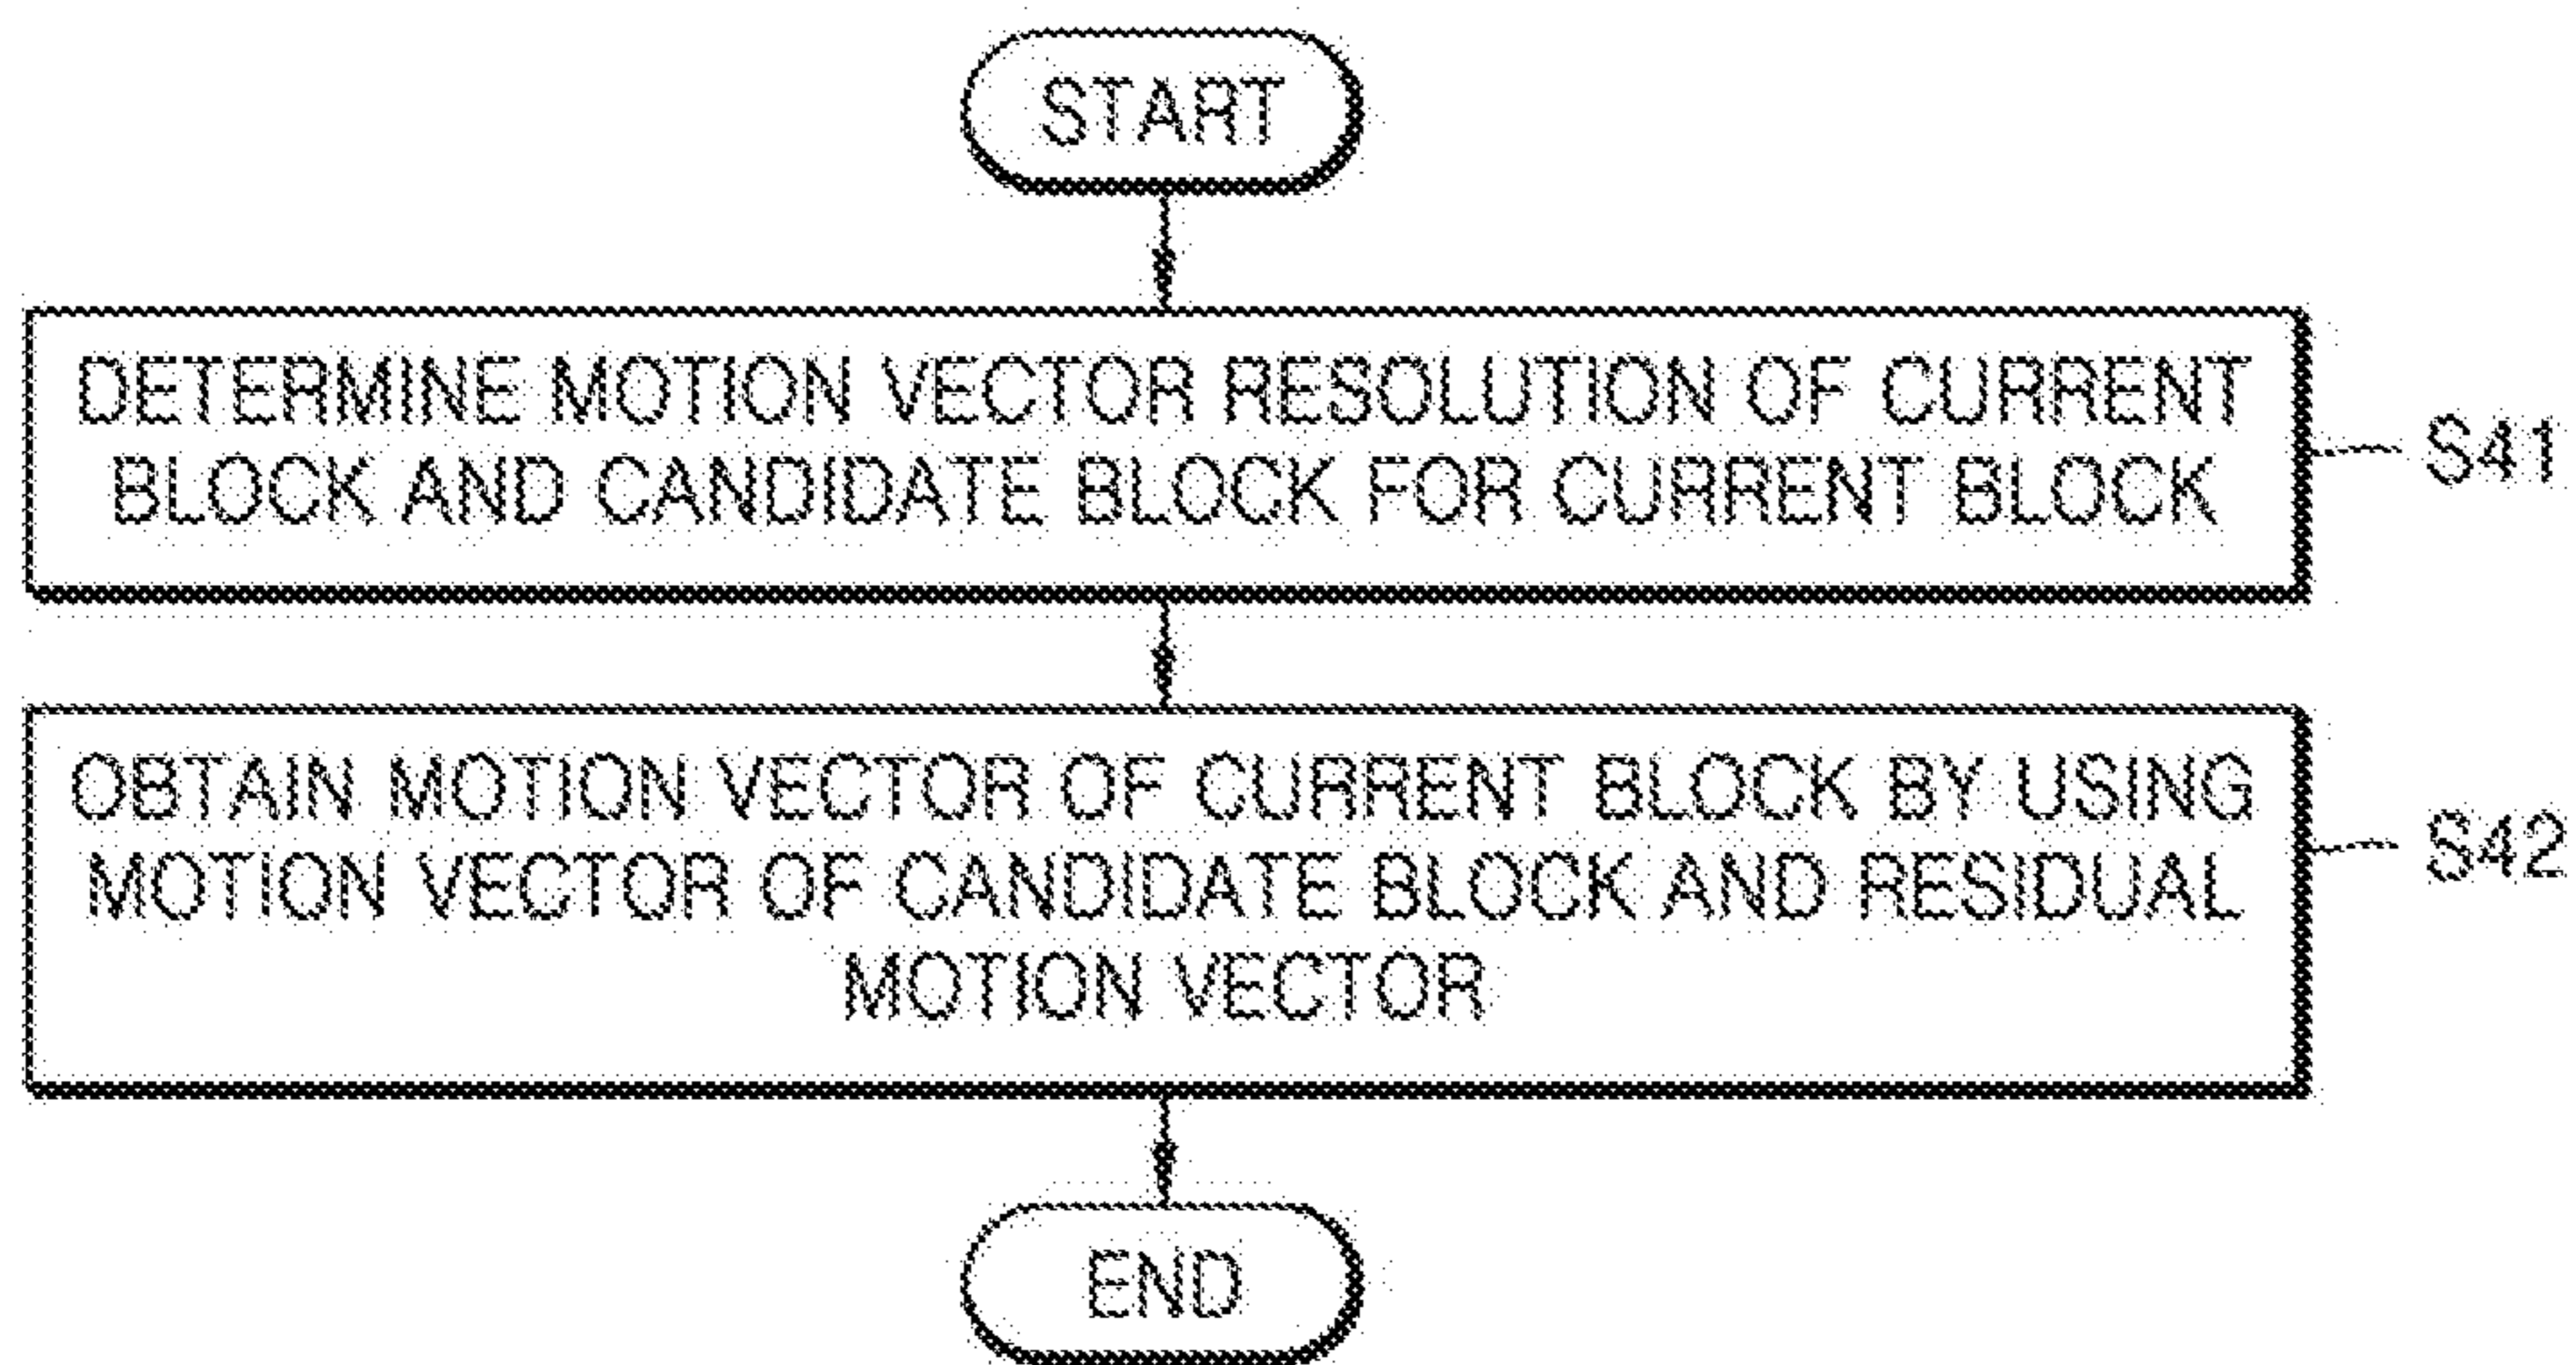 START
DETERMINE MOTION VECTOR RESOLUTION OF CURRENT
BLOCK AND CANDIDATE BLOCK FOR CURRENT BLOCK
S41
OBTAIN MOTION VECTOR OF CURRENT BLOCK BY USING
MOTION VECTOR OF CANDIDATE BLOCK AND RESIDUAL
MOTION VECTOR
S42
END